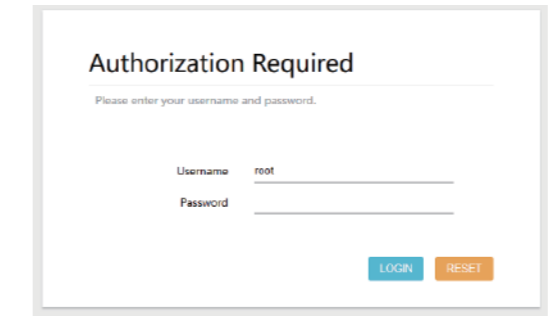 Authorization Required
Please enter your username and password.
Username root
Password
LOGIN RESET